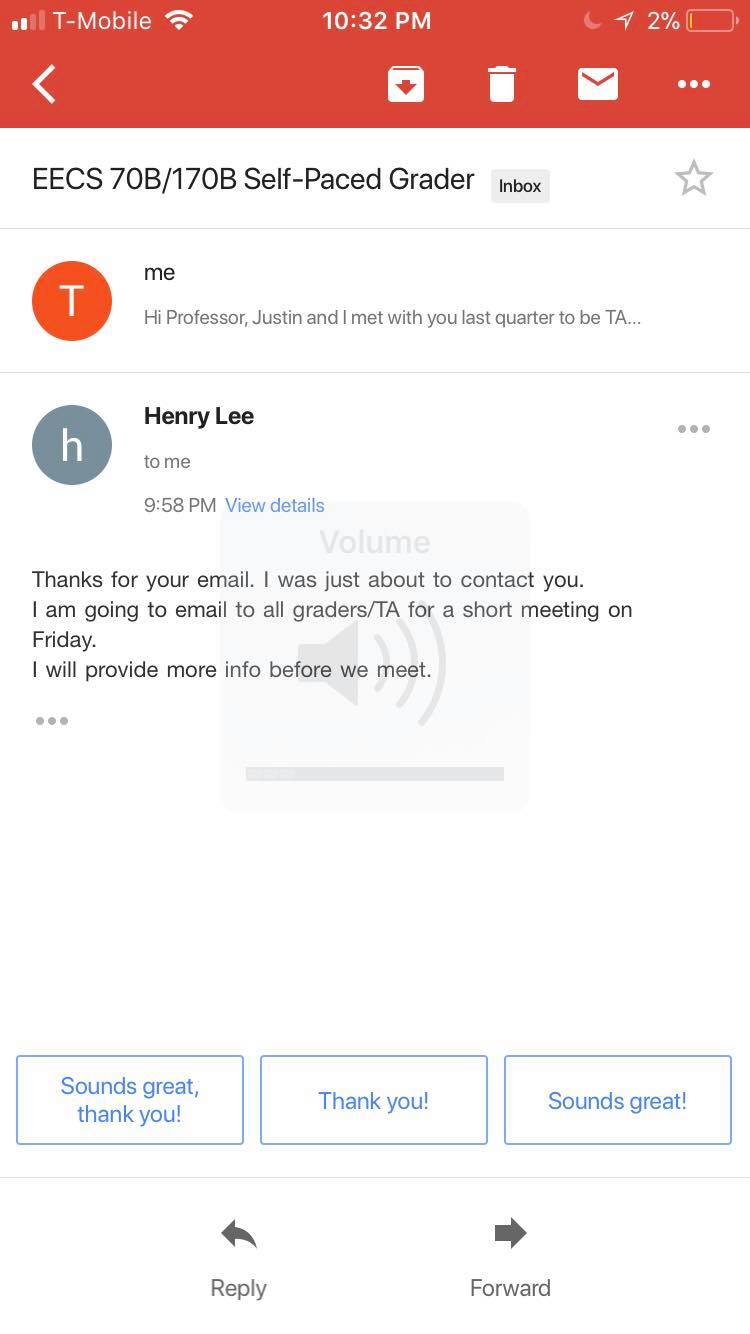 T-Mobile 10:32 PM 2%
EECS 70B/170B Self-Paced Grader Inbox
T
me
Hi Professor, Justin and I met with you last quarter to be TA...
h
Henry Lee
to me
9:58 PM View details
Volume
Thanks for your email. I was just about to contact you.
I am going to email to all graders/TA for a short meeting on
Friday.
I will provide more info before we meet.
Sounds great,
thank you!
Thank you!
Sounds great!
Reply Forward